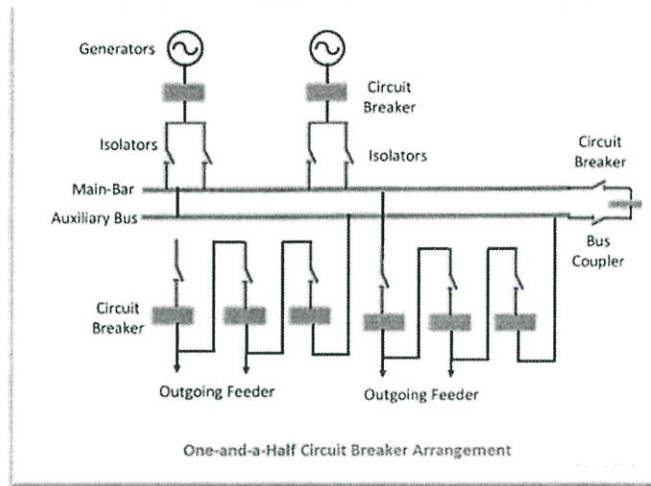 Generators
Circuit
Breaker
Isolators
Isolators
Circuit
Breaker
Main-Bar
Auxiliary Bus
Bus
Coupler
Circuit
Breaker
Outgoing Feeder
Outgoing Feeder
One-and-a-Half Circuit Breaker Arrangement